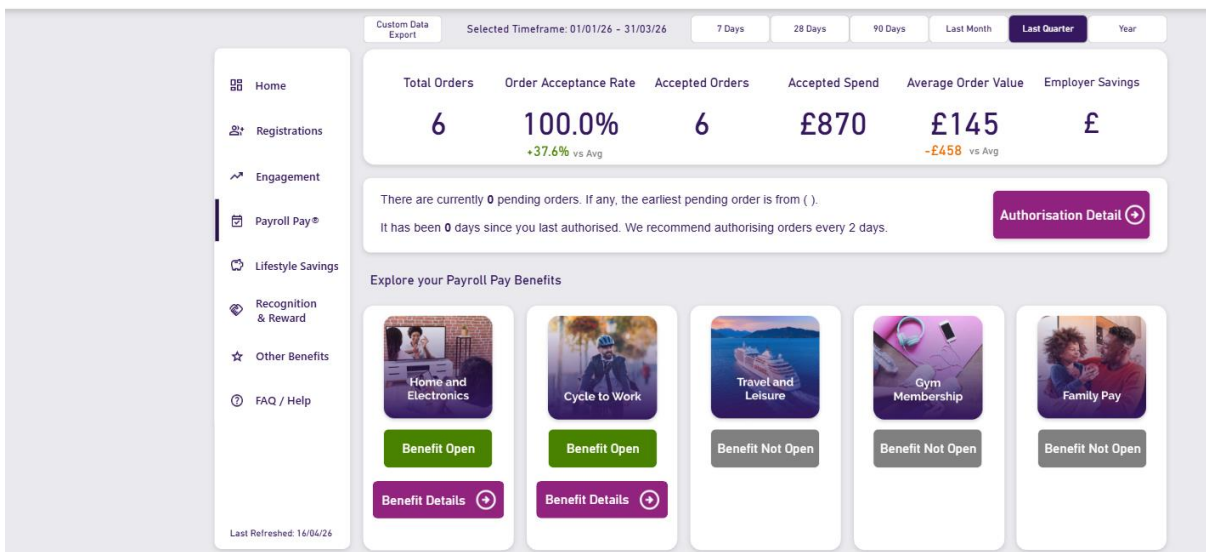 Custom Data
Export
Selected Timeframe: 01/01/26 - 31/03/26
7 Days
28 Days
90 Days
Last Month
Last Quarter
Year
Home
Registrations
Engagement
Payroll Pay®
Lifestyle Savings
Recognition
& Reward
Other Benefits
FAQ / Help
Last Refreshed: 16/04/26
Total Orders
6
Order Acceptance Rate
100.0%
+37.6% vs Avg
Accepted Orders
6
Accepted Spend
£870
Average Order Value
£145
-£458 vs Avg
Employer Savings
£
There are currently 0 pending orders. If any, the earliest pending order is from ( ).
It has been 0 days since you last authorised. We recommend authorising orders every 2 days.
Authorisation Detail
Explore your Payroll Pay Benefits
Home and
Electronics
Benefit Open
Benefit Details
Cycle to Work
Benefit Open
Benefit Details
Travel and
Leisure
Benefit Not Open
Gym
Membership
Benefit Not Open
Family Pay
Benefit Not Open